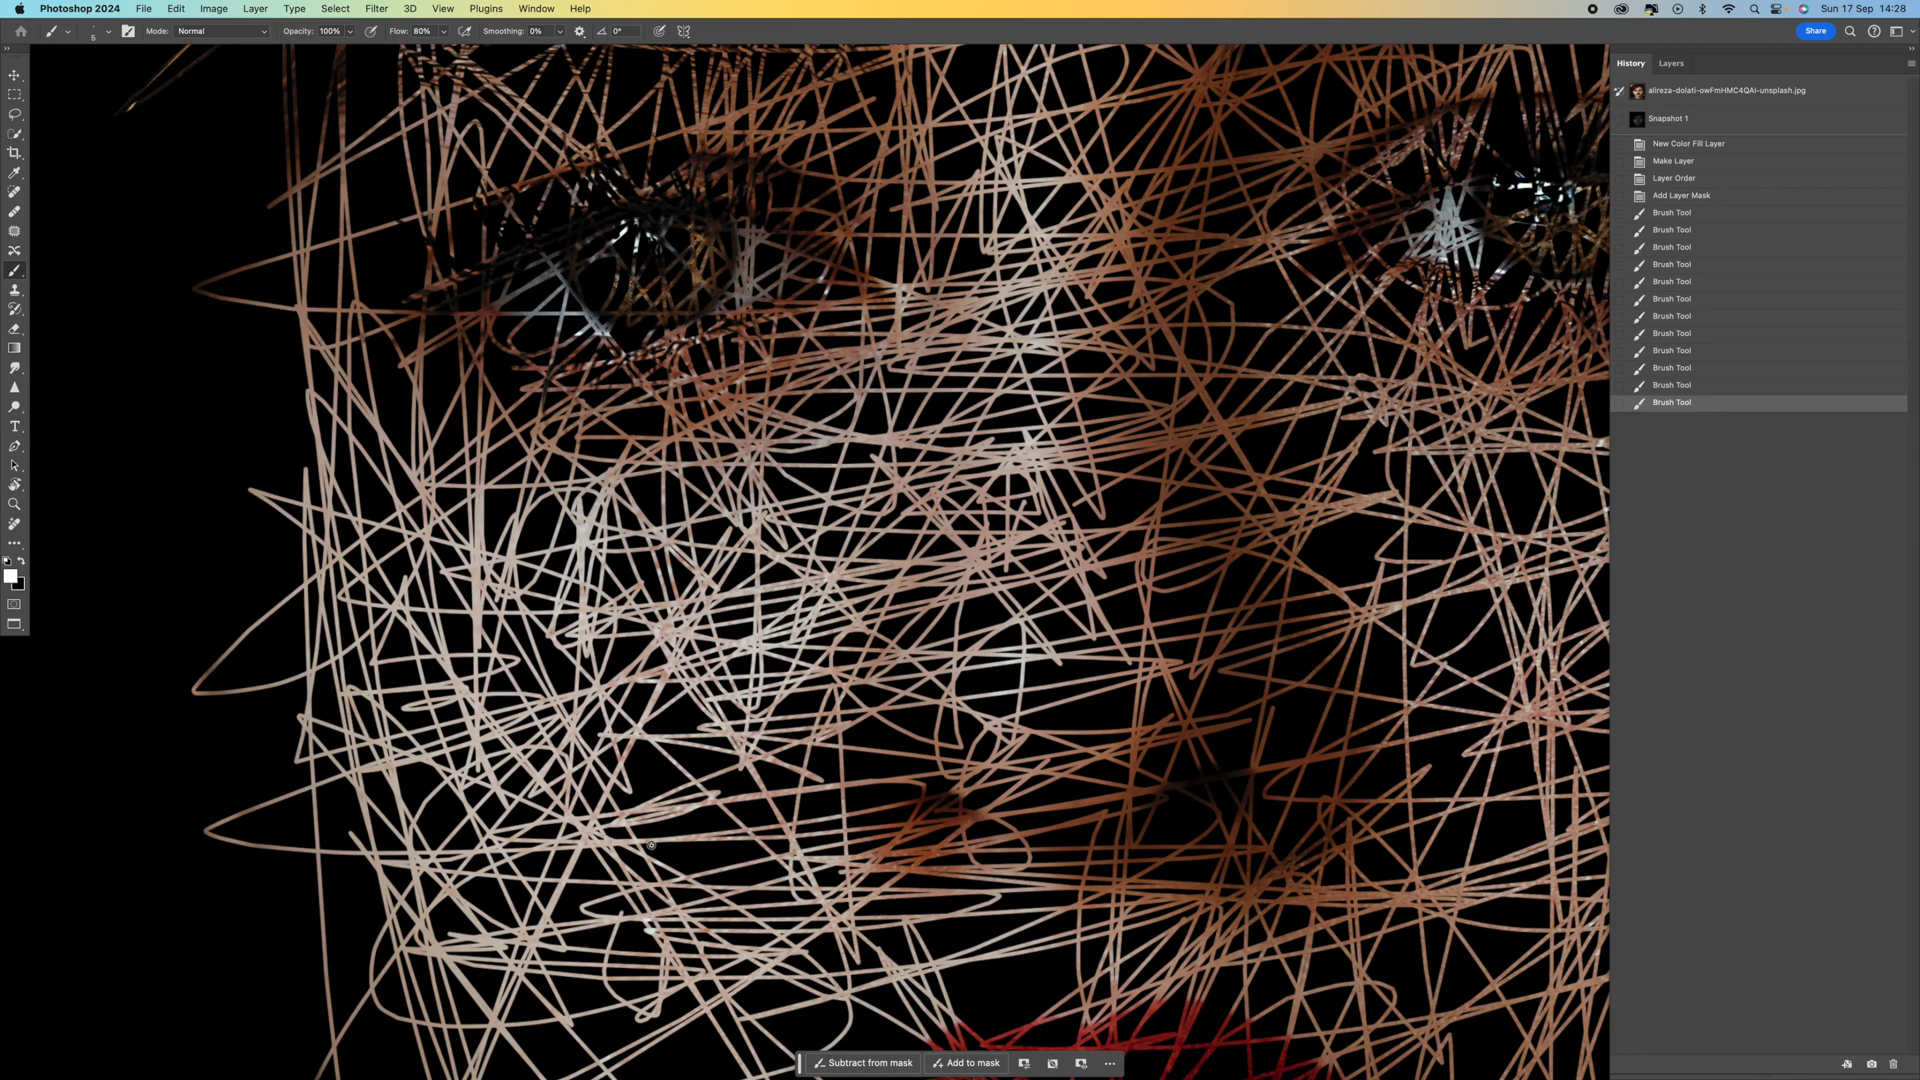 Photoshop 2024 File Edit Image Layer Type Select Filter 3D View Plugins Window Help Sun 17 Sep 14:28
5 Mode: Normal Opacity: 100% Flow: 80% Smoothing: 0% 0° Share
History Layers
alireza-dolati-owFmHMC4QAI-unsplash.jpg
Snapshot 1
New Color Fill Layer
Make Layer
Layer Order
Add Layer Mask
Brush Tool
Brush Tool
Brush Tool
Brush Tool
Brush Tool
Brush Tool
Brush Tool
Brush Tool
Brush Tool
Brush Tool
Brush Tool
Brush Tool
Subtract from mask Add to mask